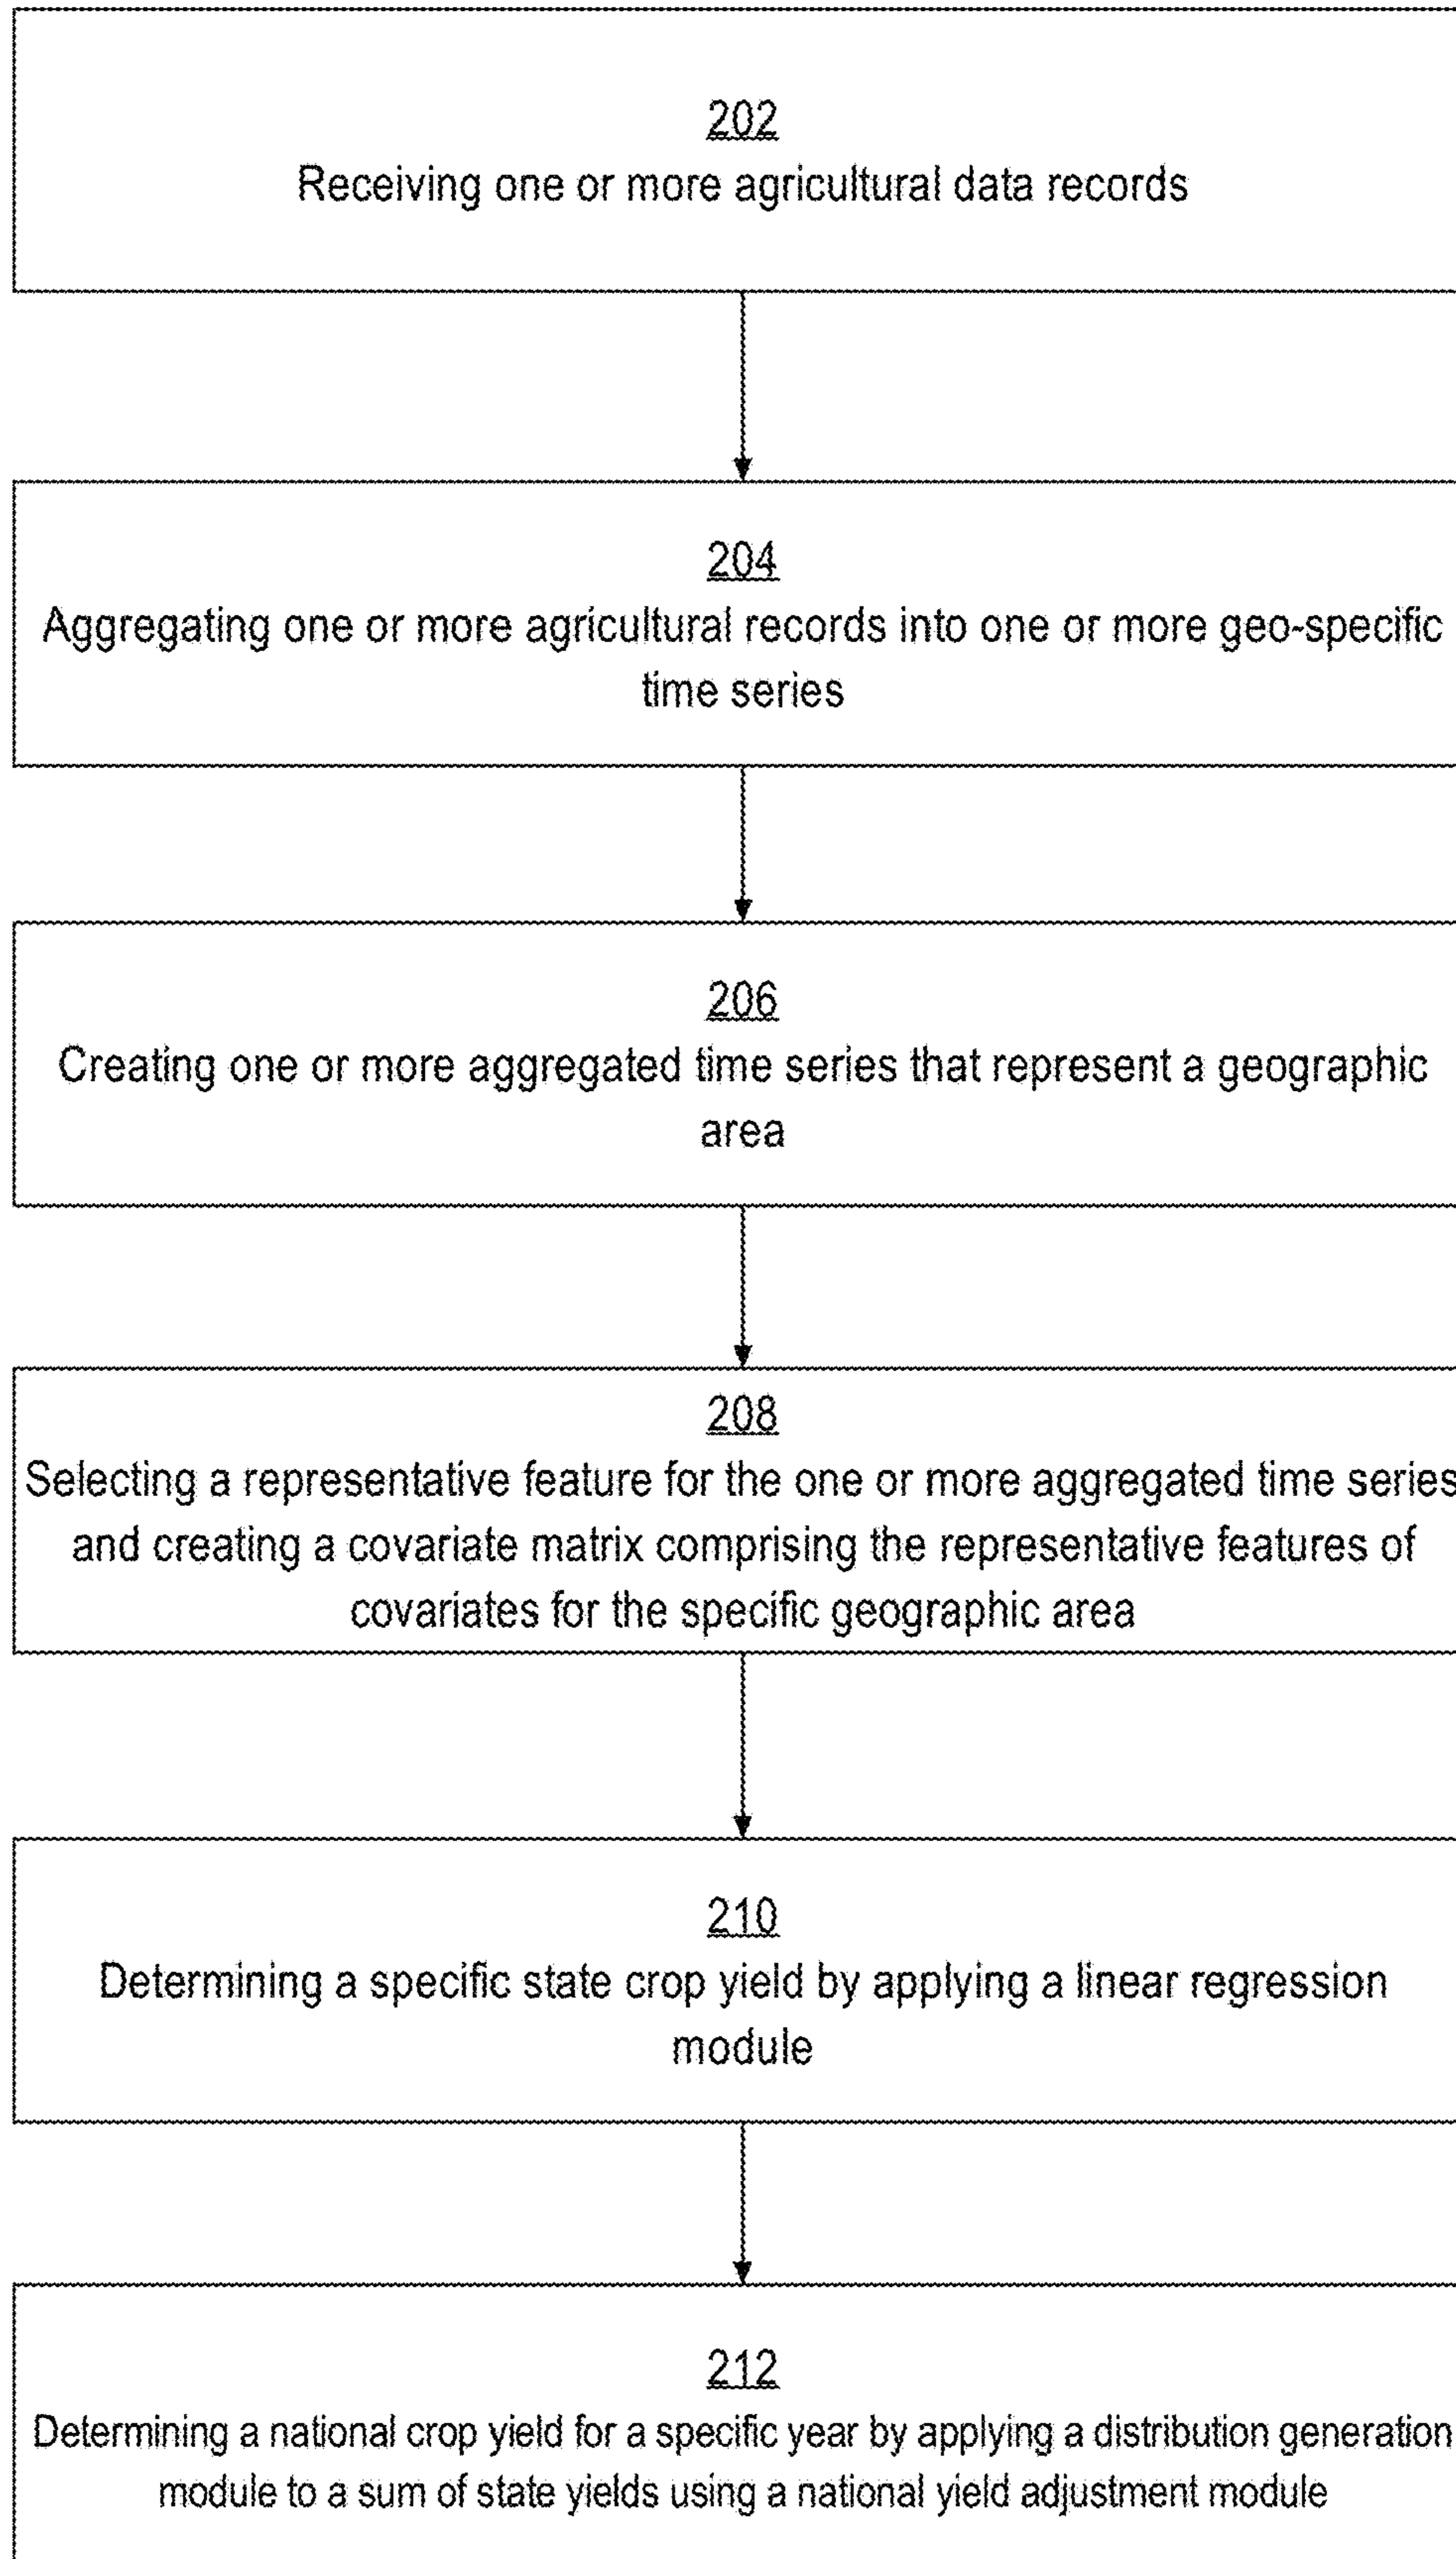 202
Receiving one or more agricultural data records
204
Aggregating one or more agricultural records into one or more geo-specific
time series
206
Creating one or more aggregated time series that represent a geographic
area
208
Selecting a representative feature for the one or more aggregated time series
and creating a covariate matrix comprising the representative features of
covariates for the specific geographic area
210
Determining a specific state crop yield by applying a linear regression
module
212
Determining a national crop yield for a specific year by applying a distribution generation
module to a sum of state yields using a national yield adjustment module